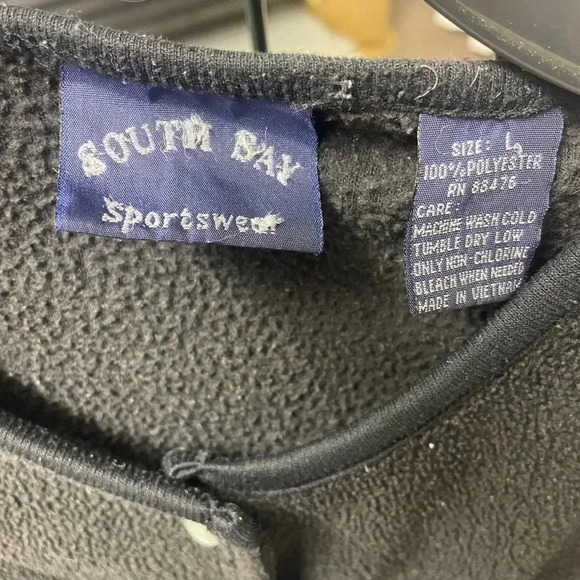 SOUTH BAY
Sportswear
SIZE: L
100% POLYESTER
RN 83476
CARE:
MACHINE WASH COLD
TUMBLE DRY LOW
ONLY NON-CHLORINE
BLEACH WHEN NEEDED
MADE IN VIETNAM